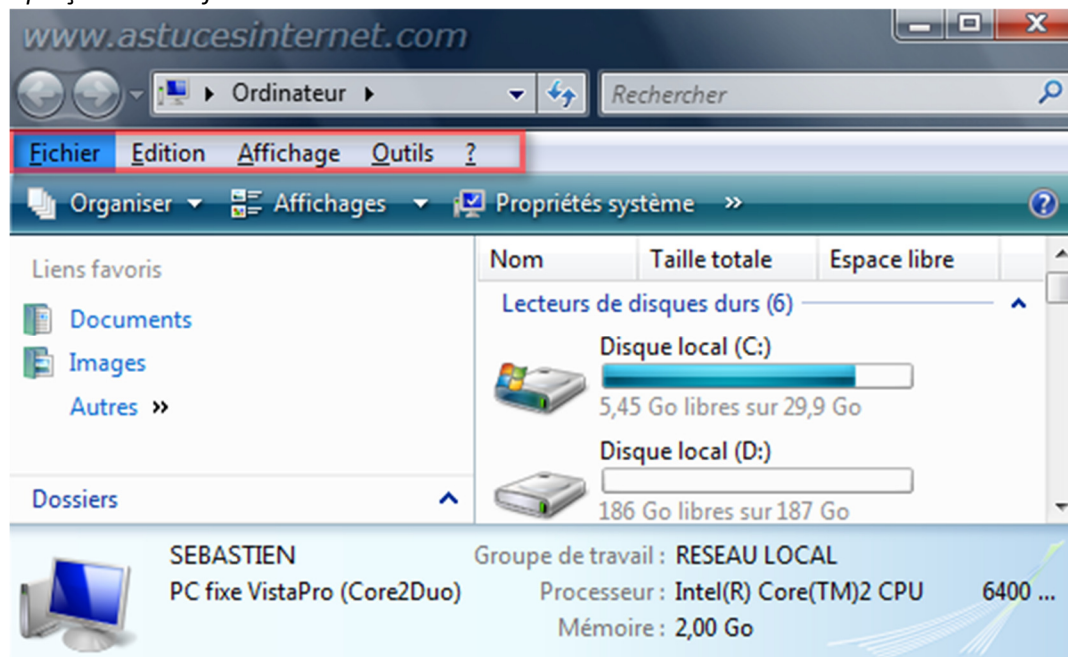 www.astucesinternet.com
Ordinateur
Rechercher
Fichier Edition Affichage Outils ?
Organiser Affichages Propriétés système »
Liens favoris
Nom Taille totale Espace libre
Documents
Images
Autres »
Dossiers
Lecteurs de disques durs (6)
Disque local (C:)
5,45 Go libres sur 29,9 Go
Disque local (D:)
186 Go libres sur 187 Go
SEBASTIEN
PC fixe VistaPro (Core2Duo)
Groupe de travail : RESEAU LOCAL
Processeur : Intel(R) Core(TM)2 CPU 6400 ...
Mémoire : 2,00 Go